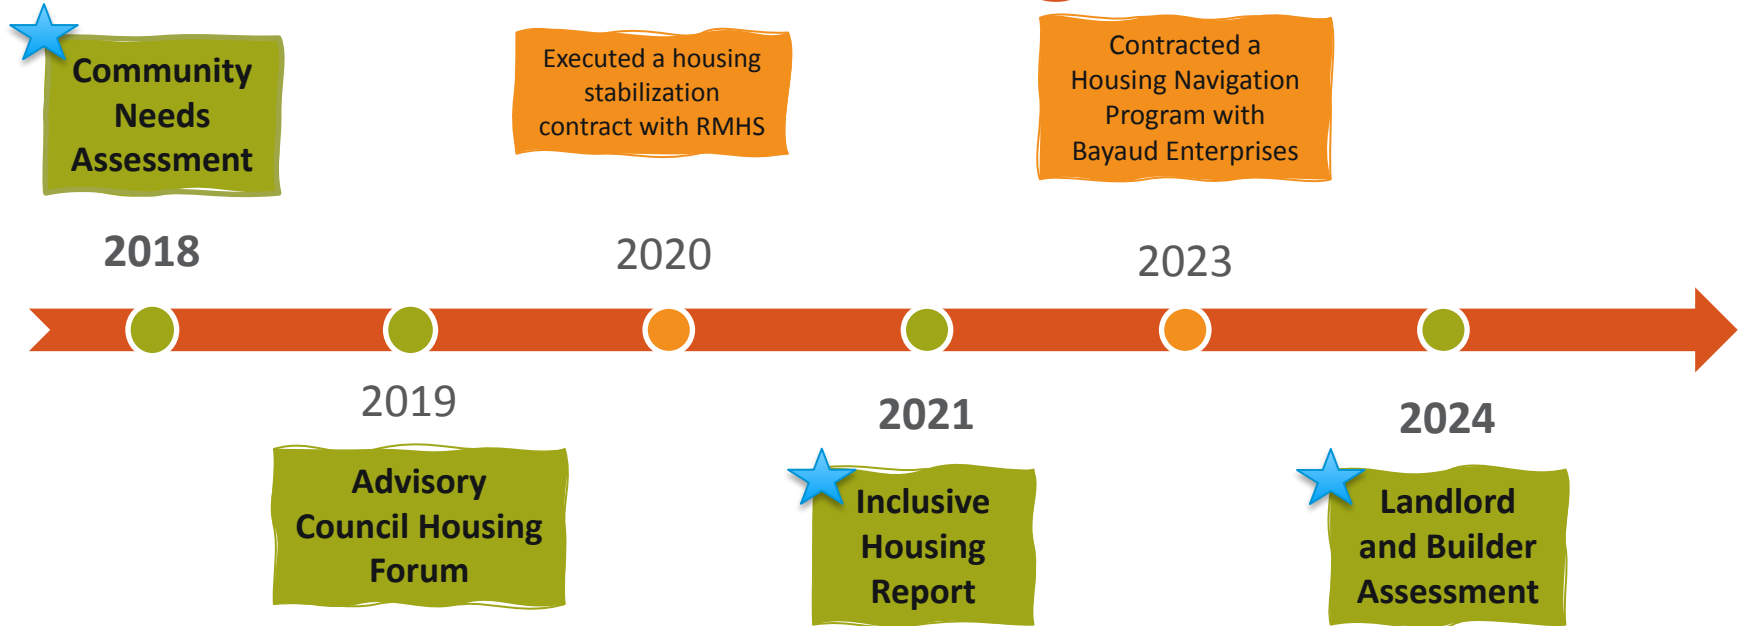 Community
Needs
Assessment
2018
Advisory
Council Housing
Forum
2019
Executed a housing
stabilization
contract with RMHS
2020
Inclusive
Housing
Report
2021
Contracted a
Housing Navigation
Program with
Bayaud Enterprises
2023
Landlord
and Builder
Assessment
2024